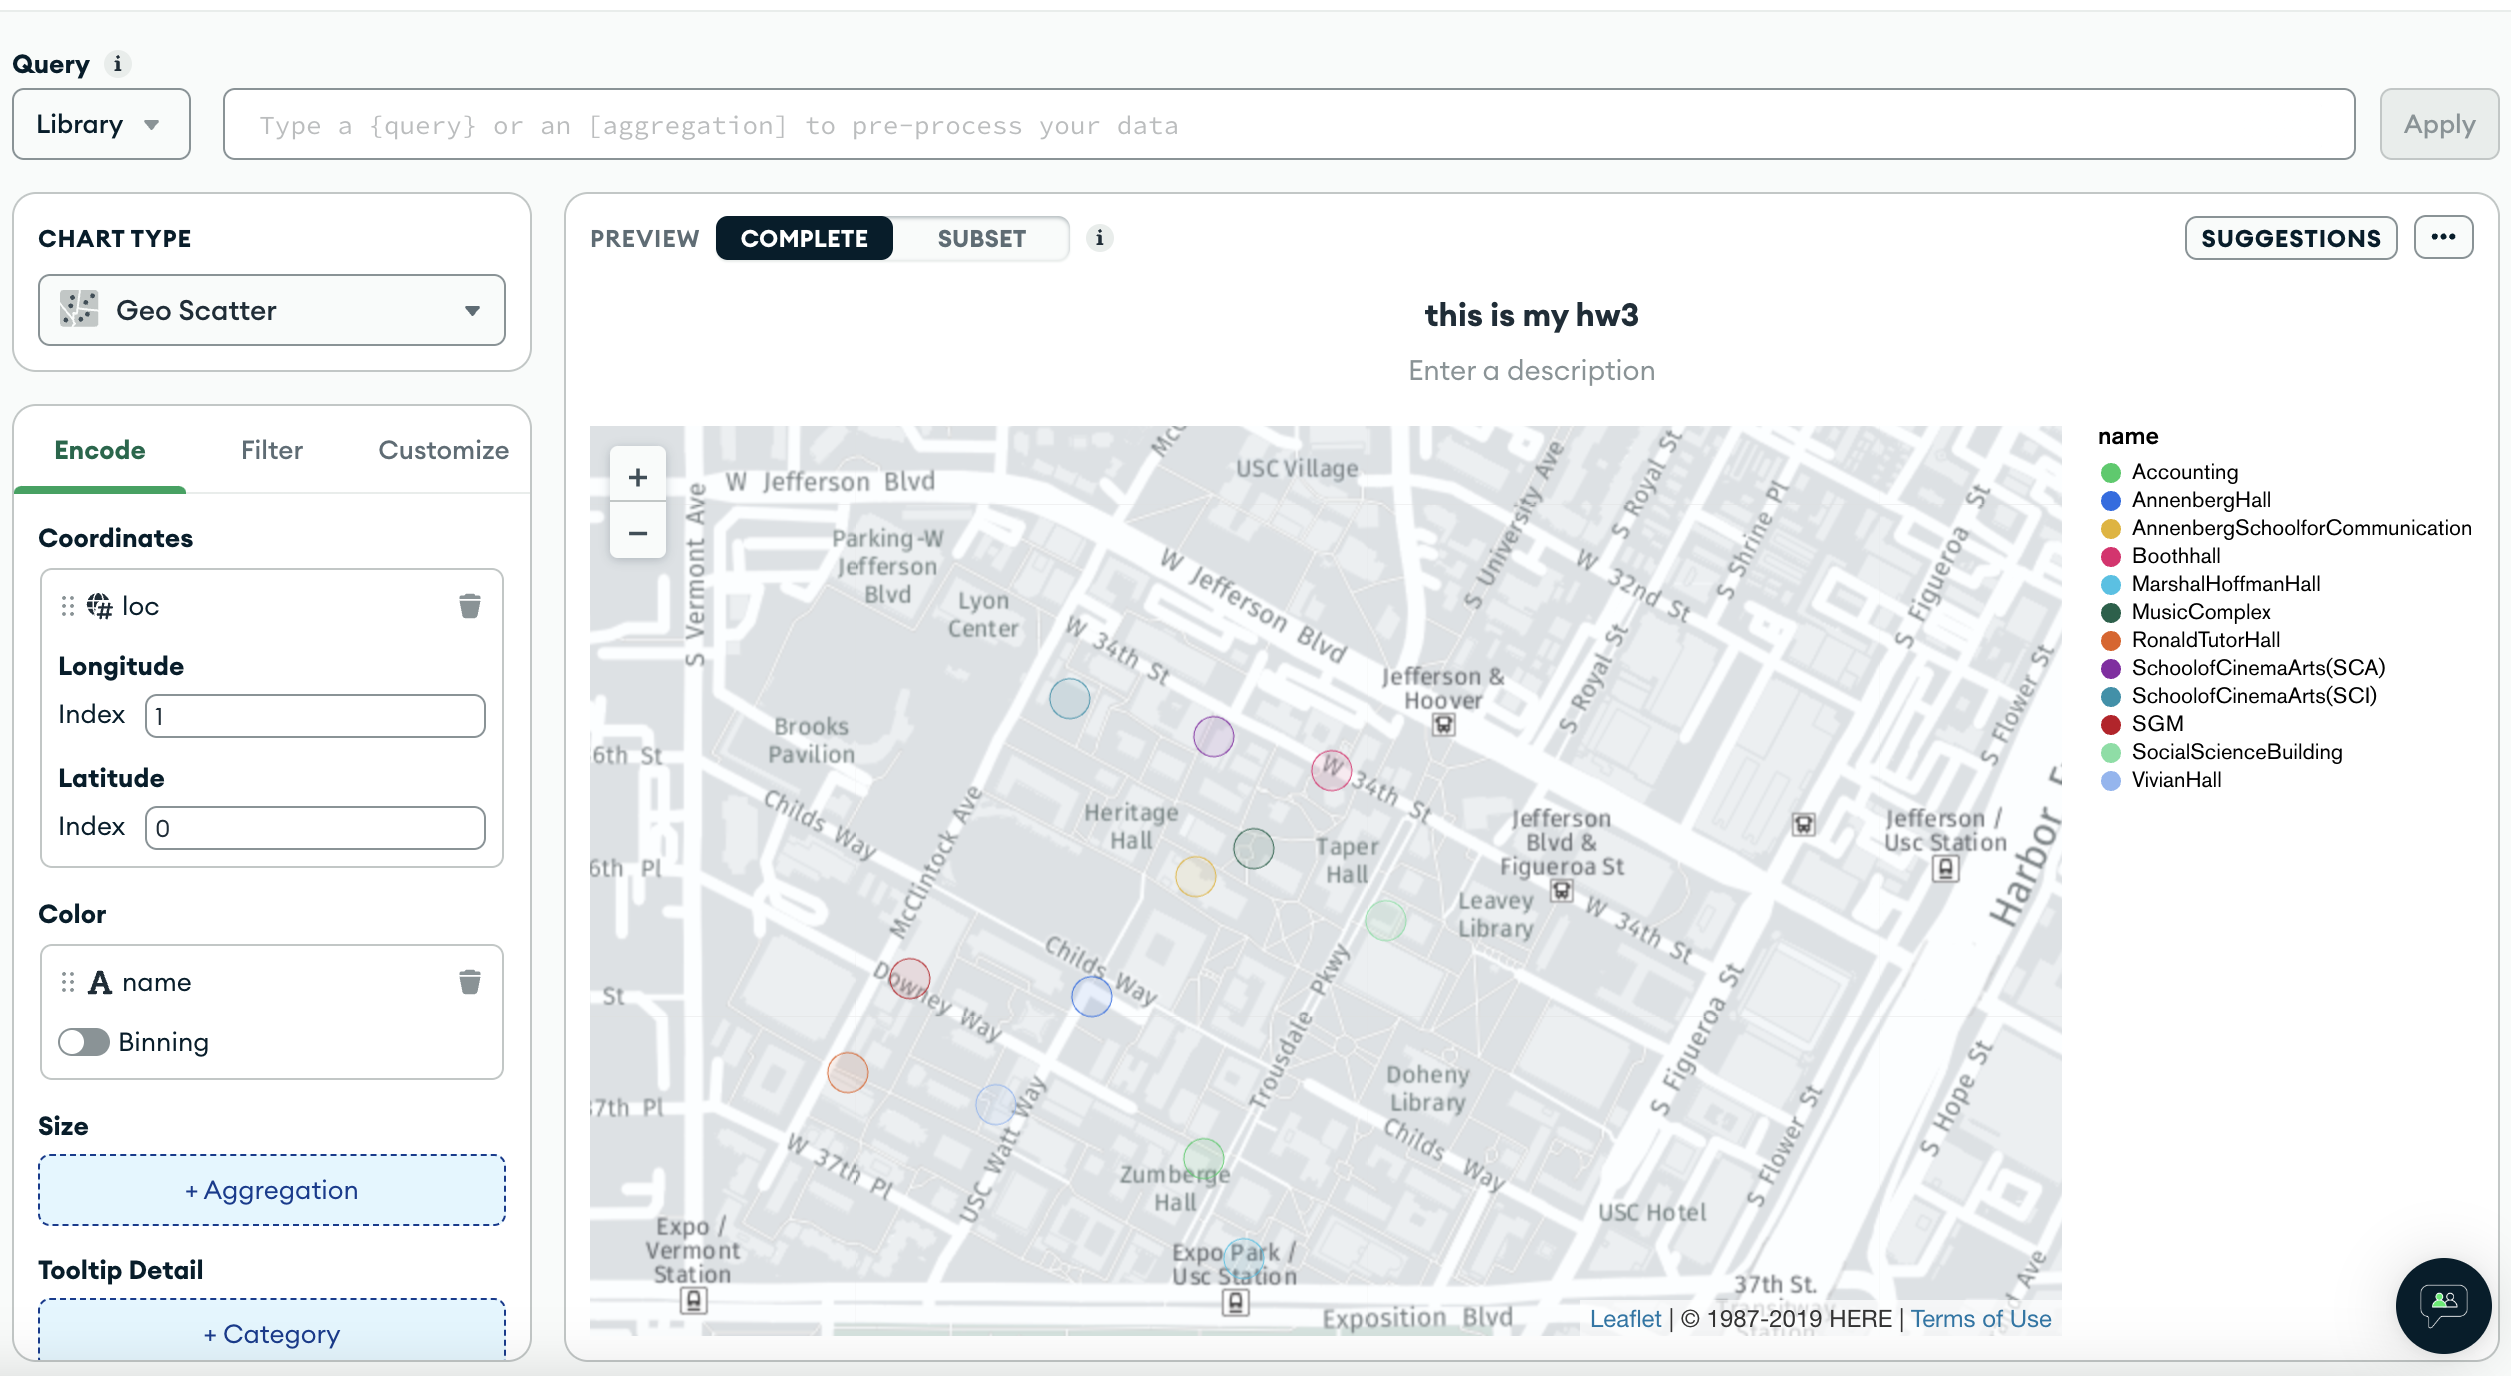 Query i
Library
Type a {query} or an [aggregation] to pre-process your data
Apply
CHART TYPE
Geo Scatter
Encode
Filter
Customize
Coordinates
loc
Longitude
Index 1
Latitude
Index 0
Color
A name
Binning
Size
+ Aggregation
Tooltip Detail
+ Category
PREVIEW
COMPLETE
SUBSET
i
SUGGESTIONS
•••
this is my hw3
Enter a description
+
−
W Jefferson Blvd
USC Village
S Vermont Ave
Parking-W
Jefferson
Blvd
Lyon
Center
W Jefferson Blvd
S University Ave
S Royal St
S Shrine Pl
S Figueroa St
W 32nd St
W 34th St
Jefferson &
Hoover
S Royal St
S Flower St
Brooks
Pavilion
6th St
Childs Way
McClintock Ave
Heritage
Hall
W 34th St
Taper
Hall
Jefferson
Blvd &
Figueroa St
Jefferson /
Usc Station
Harbor
6th Pl
Leavey
Library
W 34th St
Childs Way
Downey Way
St
Trousdale Pkwy
S Figueroa St
Doheny
Library
Childs Way
S Hope St
7th Pl
W 37th Pl
USC Watt Way
Zumberge
Hall
S Flower St
USC Hotel
Expo /
Vermont
Station
Expo Park /
Usc Station
37th St.
Exposition Blvd
Leaflet | © 1987-2019 HERE | Terms of Use
name
Accounting
AnnenbergHall
AnnenbergSchoolforCommunication
Boothhall
MarshalHoffmanHall
MusicComplex
RonaldTutorHall
SchoolofCinemaArts(SCA)
SchoolofCinemaArts(SCI)
SGM
SocialScienceBuilding
VivianHall